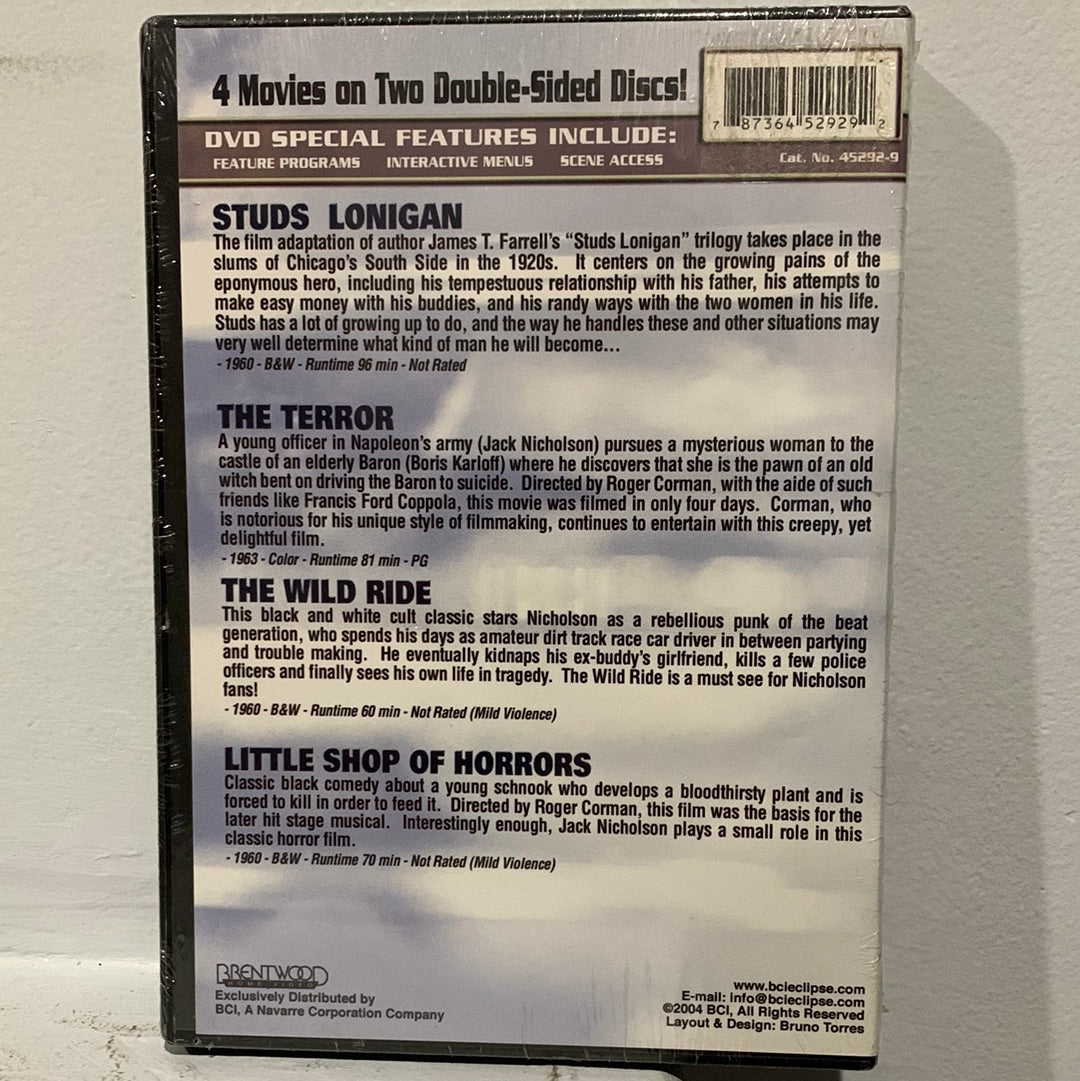 4 Movies on Two Double-Sided Discs!
7 87364 52929 2
DVD SPECIAL FEATURES INCLUDE:
FEATURE PROGRAMS INTERACTIVE MENUS SCENE ACCESS
Cat. No. 45292-9
STUDS LONIGAN
The film adaptation of author James T. Farrell's “Studs Lonigan” trilogy takes place in the
slums of Chicago's South Side in the 1920s. It centers on the growing pains of the
eponymous hero, including his tempestuous relationship with his father, his attempts to
make easy money with his buddies, and his randy ways with the two women in his life.
Studs has a lot of growing up to do, and the way he handles these and other situations may
very well determine what kind of man he will become...
- 1960 - B&W - Runtime 96 min - Not Rated
THE TERROR
A young officer in Napoleon's army (Jack Nicholson) pursues a mysterious woman to the
castle of an elderly Baron (Boris Karloff) where he discovers that she is the pawn of an old
witch bent on driving the Baron to suicide. Directed by Roger Corman, with the aide of such
friends like Francis Ford Coppola, this movie was filmed in only four days. Corman, who
is notorious for his unique style of filmmaking, continues to entertain with this creepy, yet
delightful film.
- 1963 - Color - Runtime 81 min - PG
THE WILD RIDE
This black and white cult classic stars Nicholson as a rebellious punk of the beat
generation, who spends his days as amateur dirt track race car driver in between partying
and trouble making. He eventually kidnaps his ex-buddy's girlfriend, kills a few police
officers and finally sees his own life in tragedy. The Wild Ride is a must see for Nicholson
fans!
- 1960 - B&W - Runtime 60 min - Not Rated (Mild Violence)
LITTLE SHOP OF HORRORS
Classic black comedy about a young schnook who develops a bloodthirsty plant and is
forced to kill in order to feed it. Directed by Roger Corman, this film was the basis for the
later hit stage musical. Interestingly enough, Jack Nicholson plays a small role in this
classic horror film.
- 1960 - B&W - Runtime 70 min - Not Rated (Mild Violence)
BRENTWOOD
HOME VIDEO
Exclusively Distributed by
BCI, A Navarre Corporation Company
www.bcieclipse.com
E-mail: info@bcieclipse.com
©2004 BCI, All Rights Reserved
Layout & Design: Bruno Torres